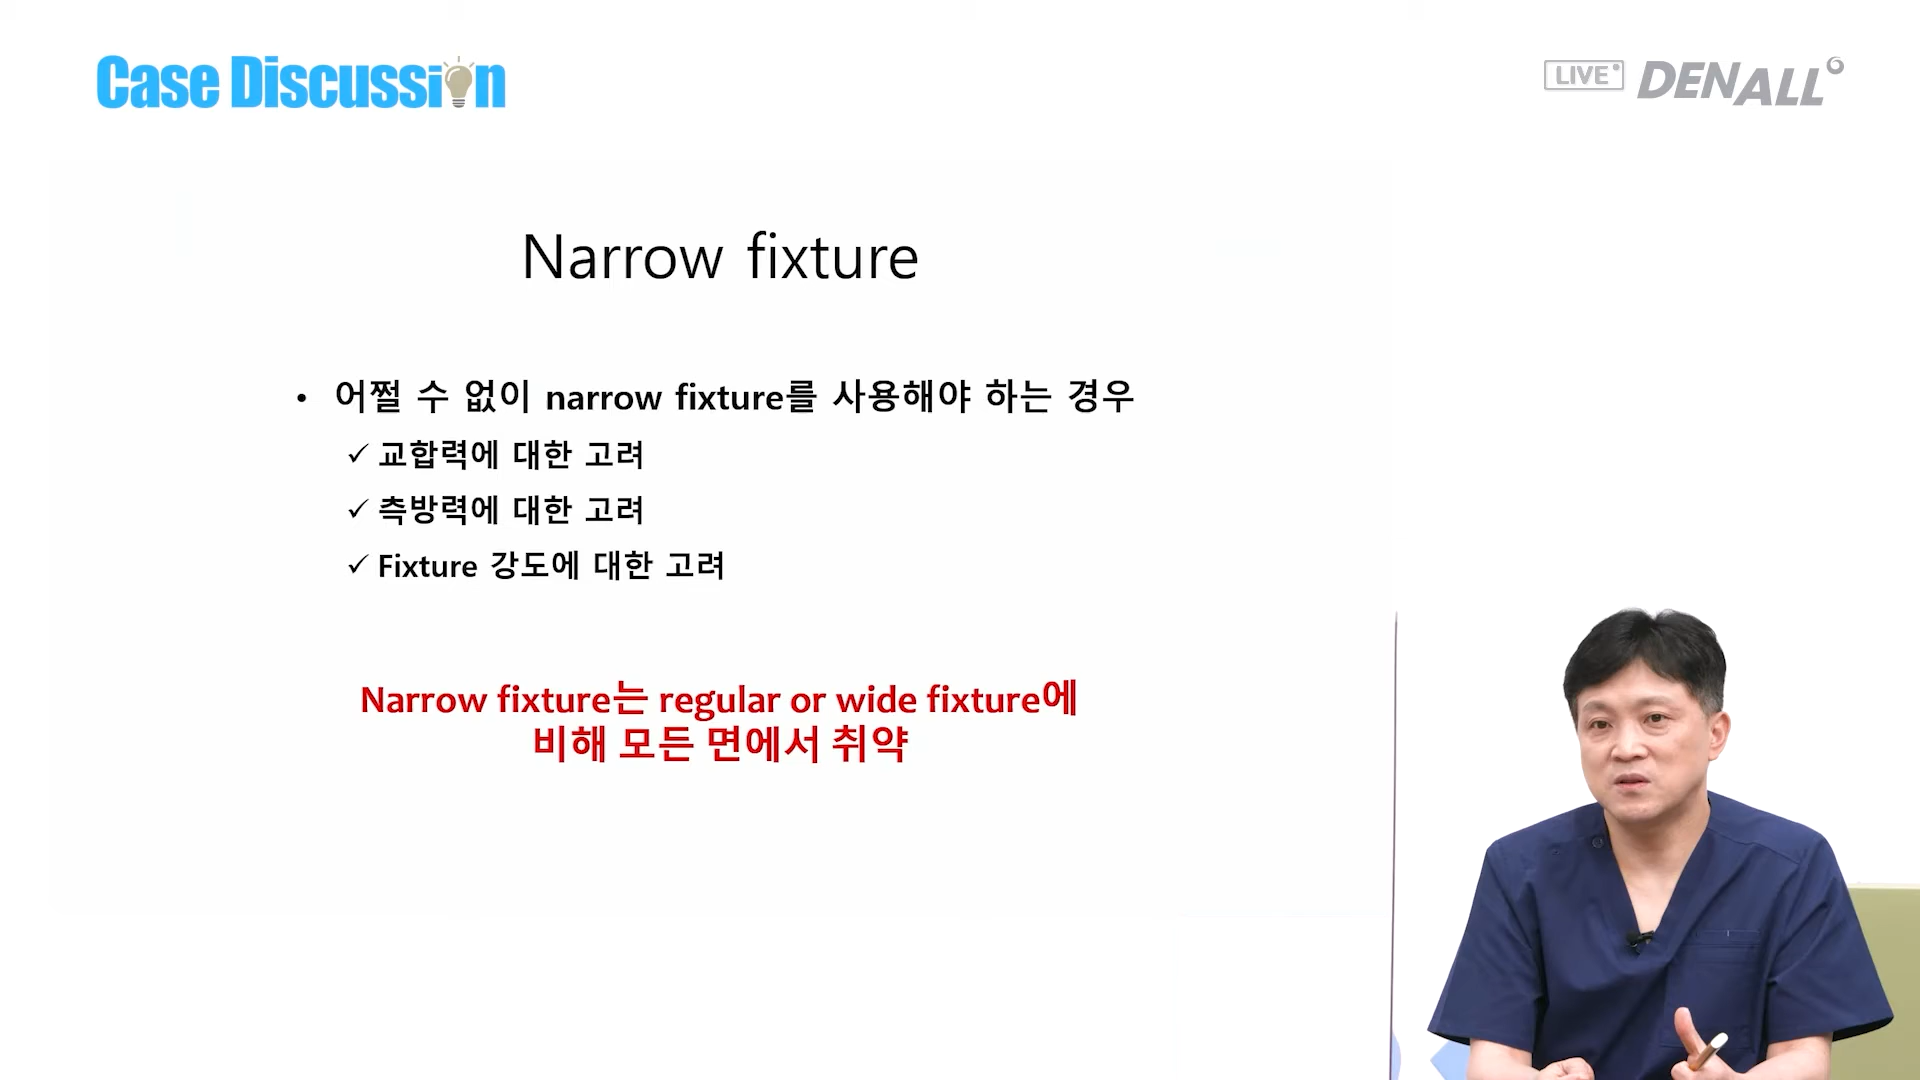 Case Discussion
LIVE DENALL
Narrow fixture
• 어쩔 수 없이 narrow fixture를 사용해야 하는 경우
✓ 교합력에 대한 고려
✓ 측방력에 대한 고려
✓ Fixture 강도에 대한 고려
Narrow fixture는 regular or wide fixture에
비해 모든 면에서 취약